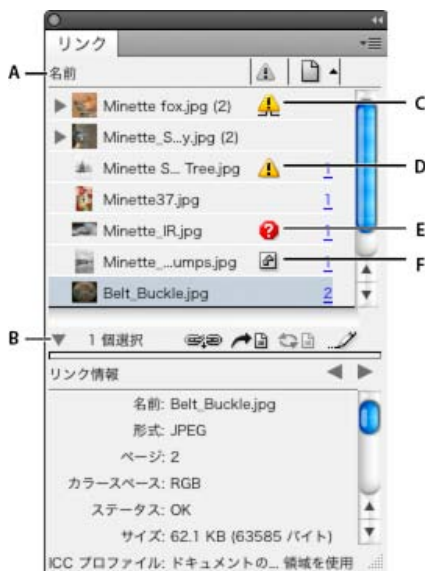 リンク
A
名前
Minette fox.jpg (2)
C
Minette_S...y.jpg (2)
Minette S... Tree.jpg
1
D
Minette37.jpg
1
Minette_IR.jpg
1
E
Minette_...umps.jpg
1
F
Belt_Buckle.jpg
2
B
1 個選択
リンク情報
名前: Belt_Buckle.jpg
形式: JPEG
ページ: 2
カラースペース: RGB
ステータス: OK
サイズ: 62.1 KB (63585 バイト)
ICC プロファイル: ドキュメントの... 領域を使用